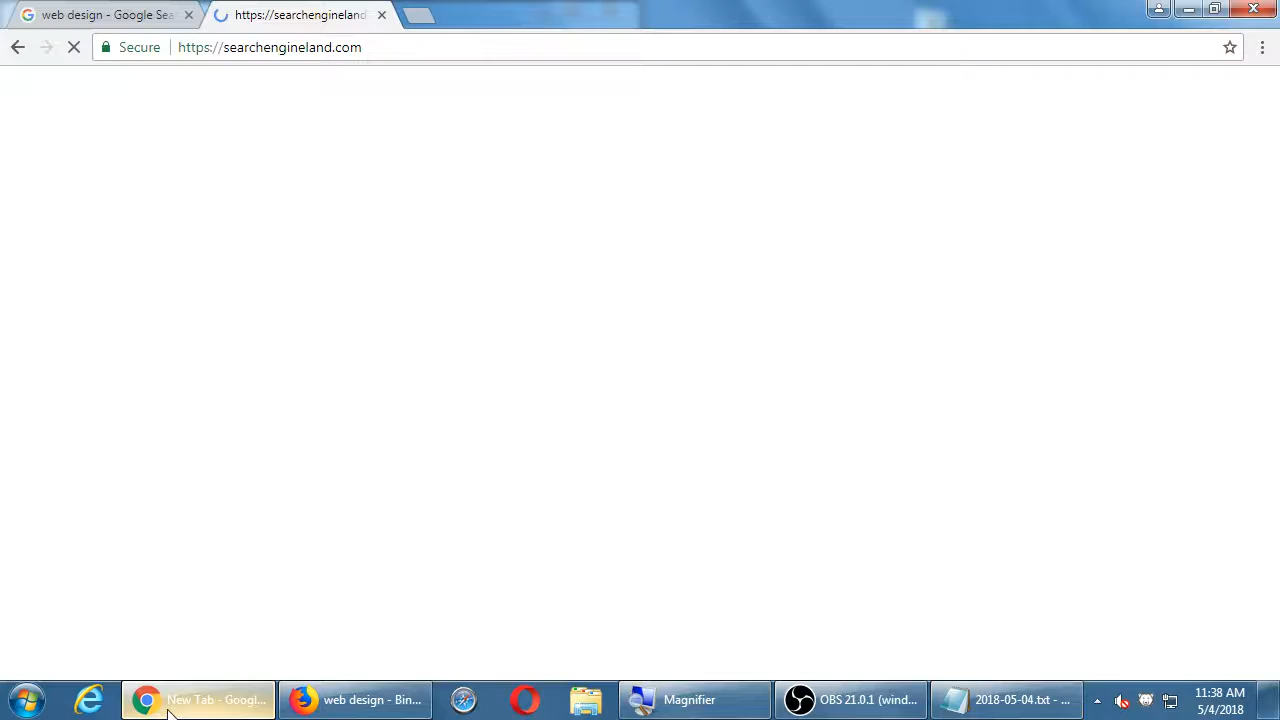 web design - Google Sea
https://searchengineland
Secure
https://searchengineland.com
New Tab - Googl...
web design - Bin...
Magnifier
OBS 21.0.1 (wind...
2018-05-04.txt - ...
11:38 AM
5/4/2018